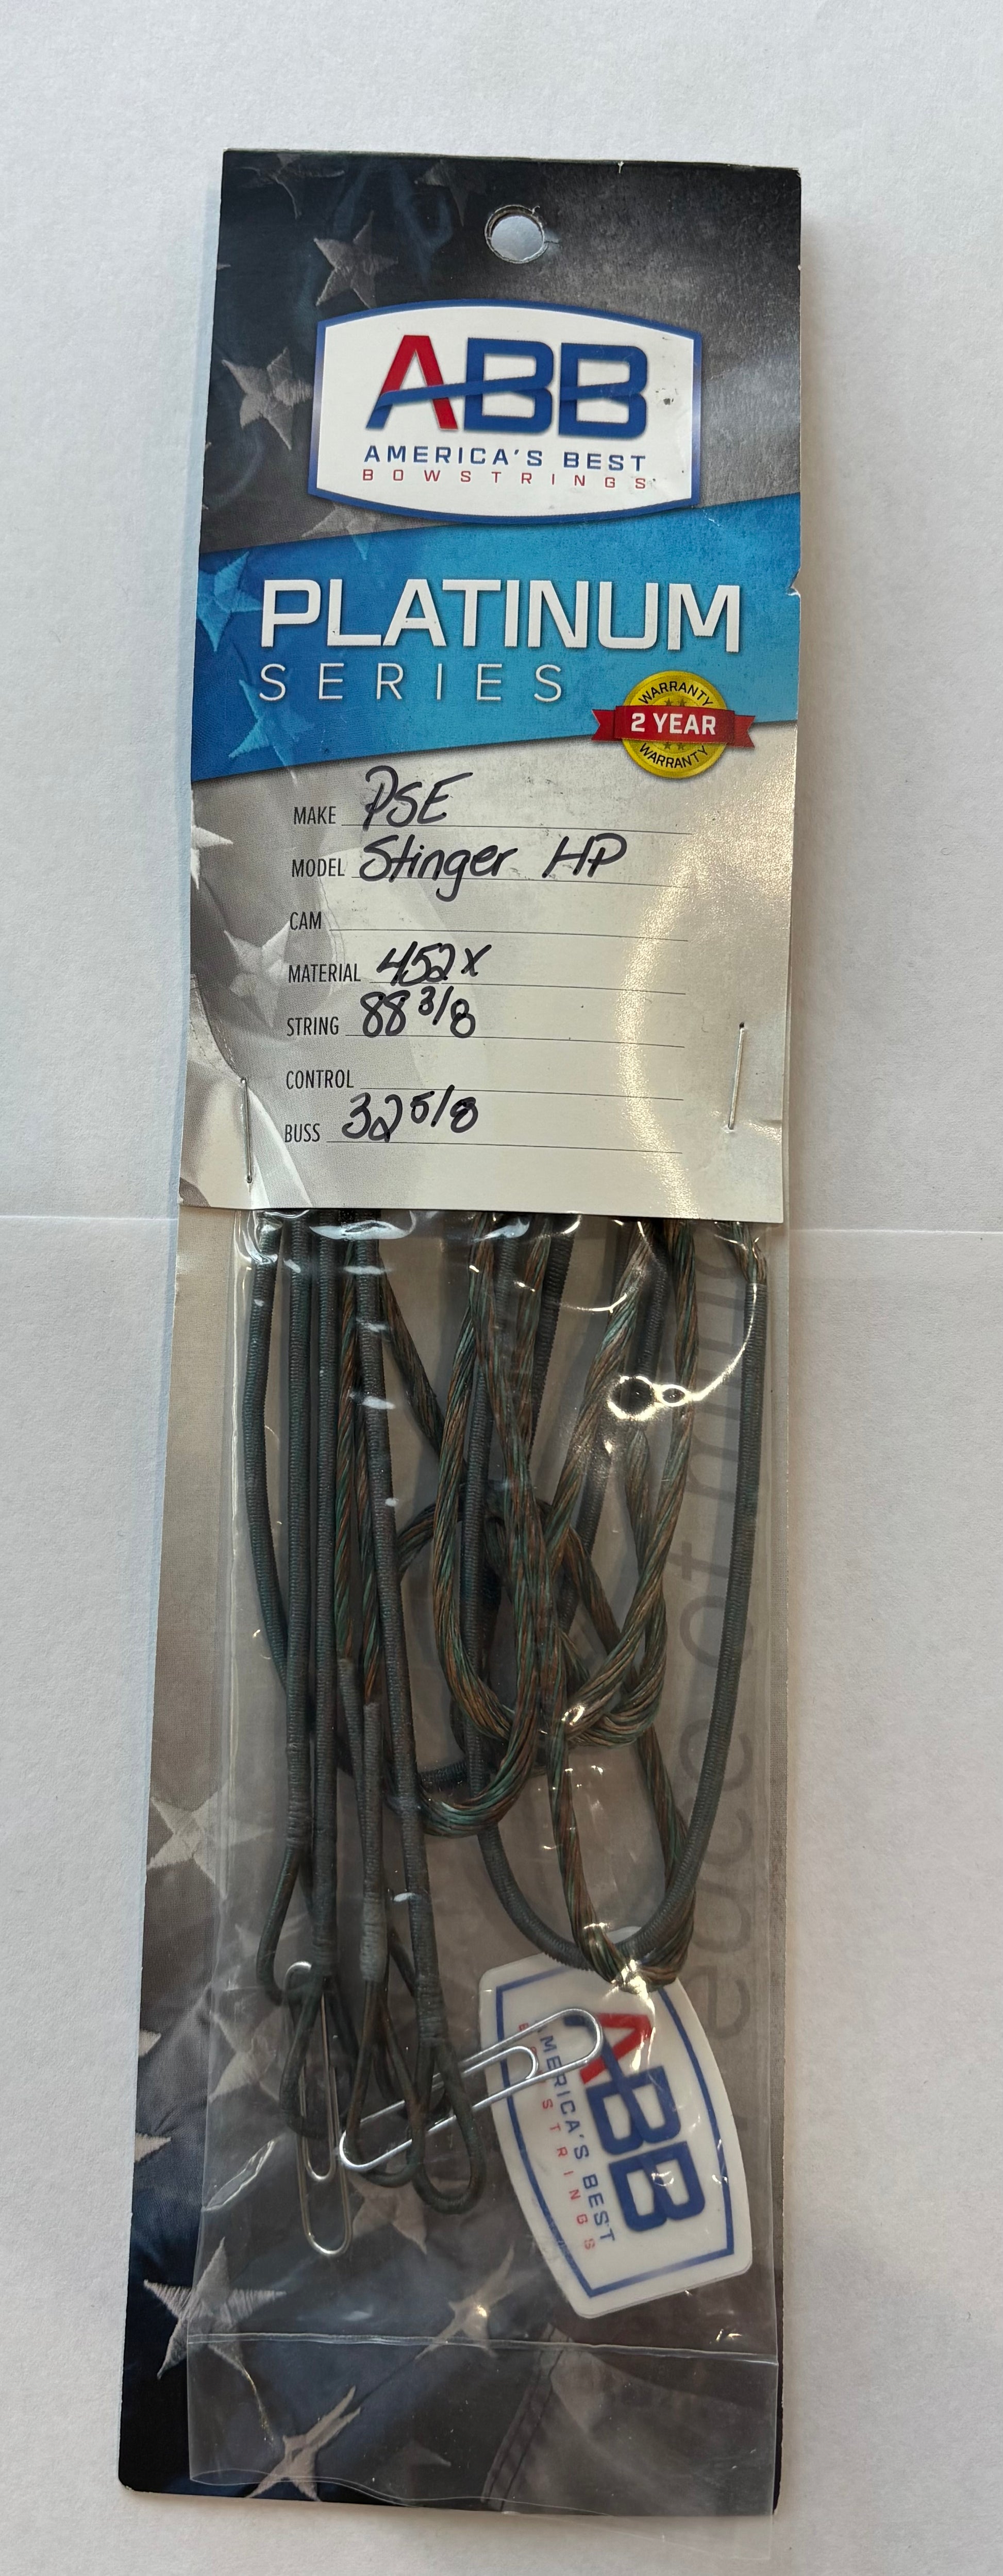 ABB
AMERICA'S BEST
BOWSTRINGS
PLATINUM
SERIES
WARRANTY
2 YEAR
WARRANTY
MAKE PSE
MODEL Stinger HP
CAM
MATERIAL 452X
STRING 88 3/8
CONTROL
BUSS 32 5/8
ABB
AMERICA'S BEST
STRINGS